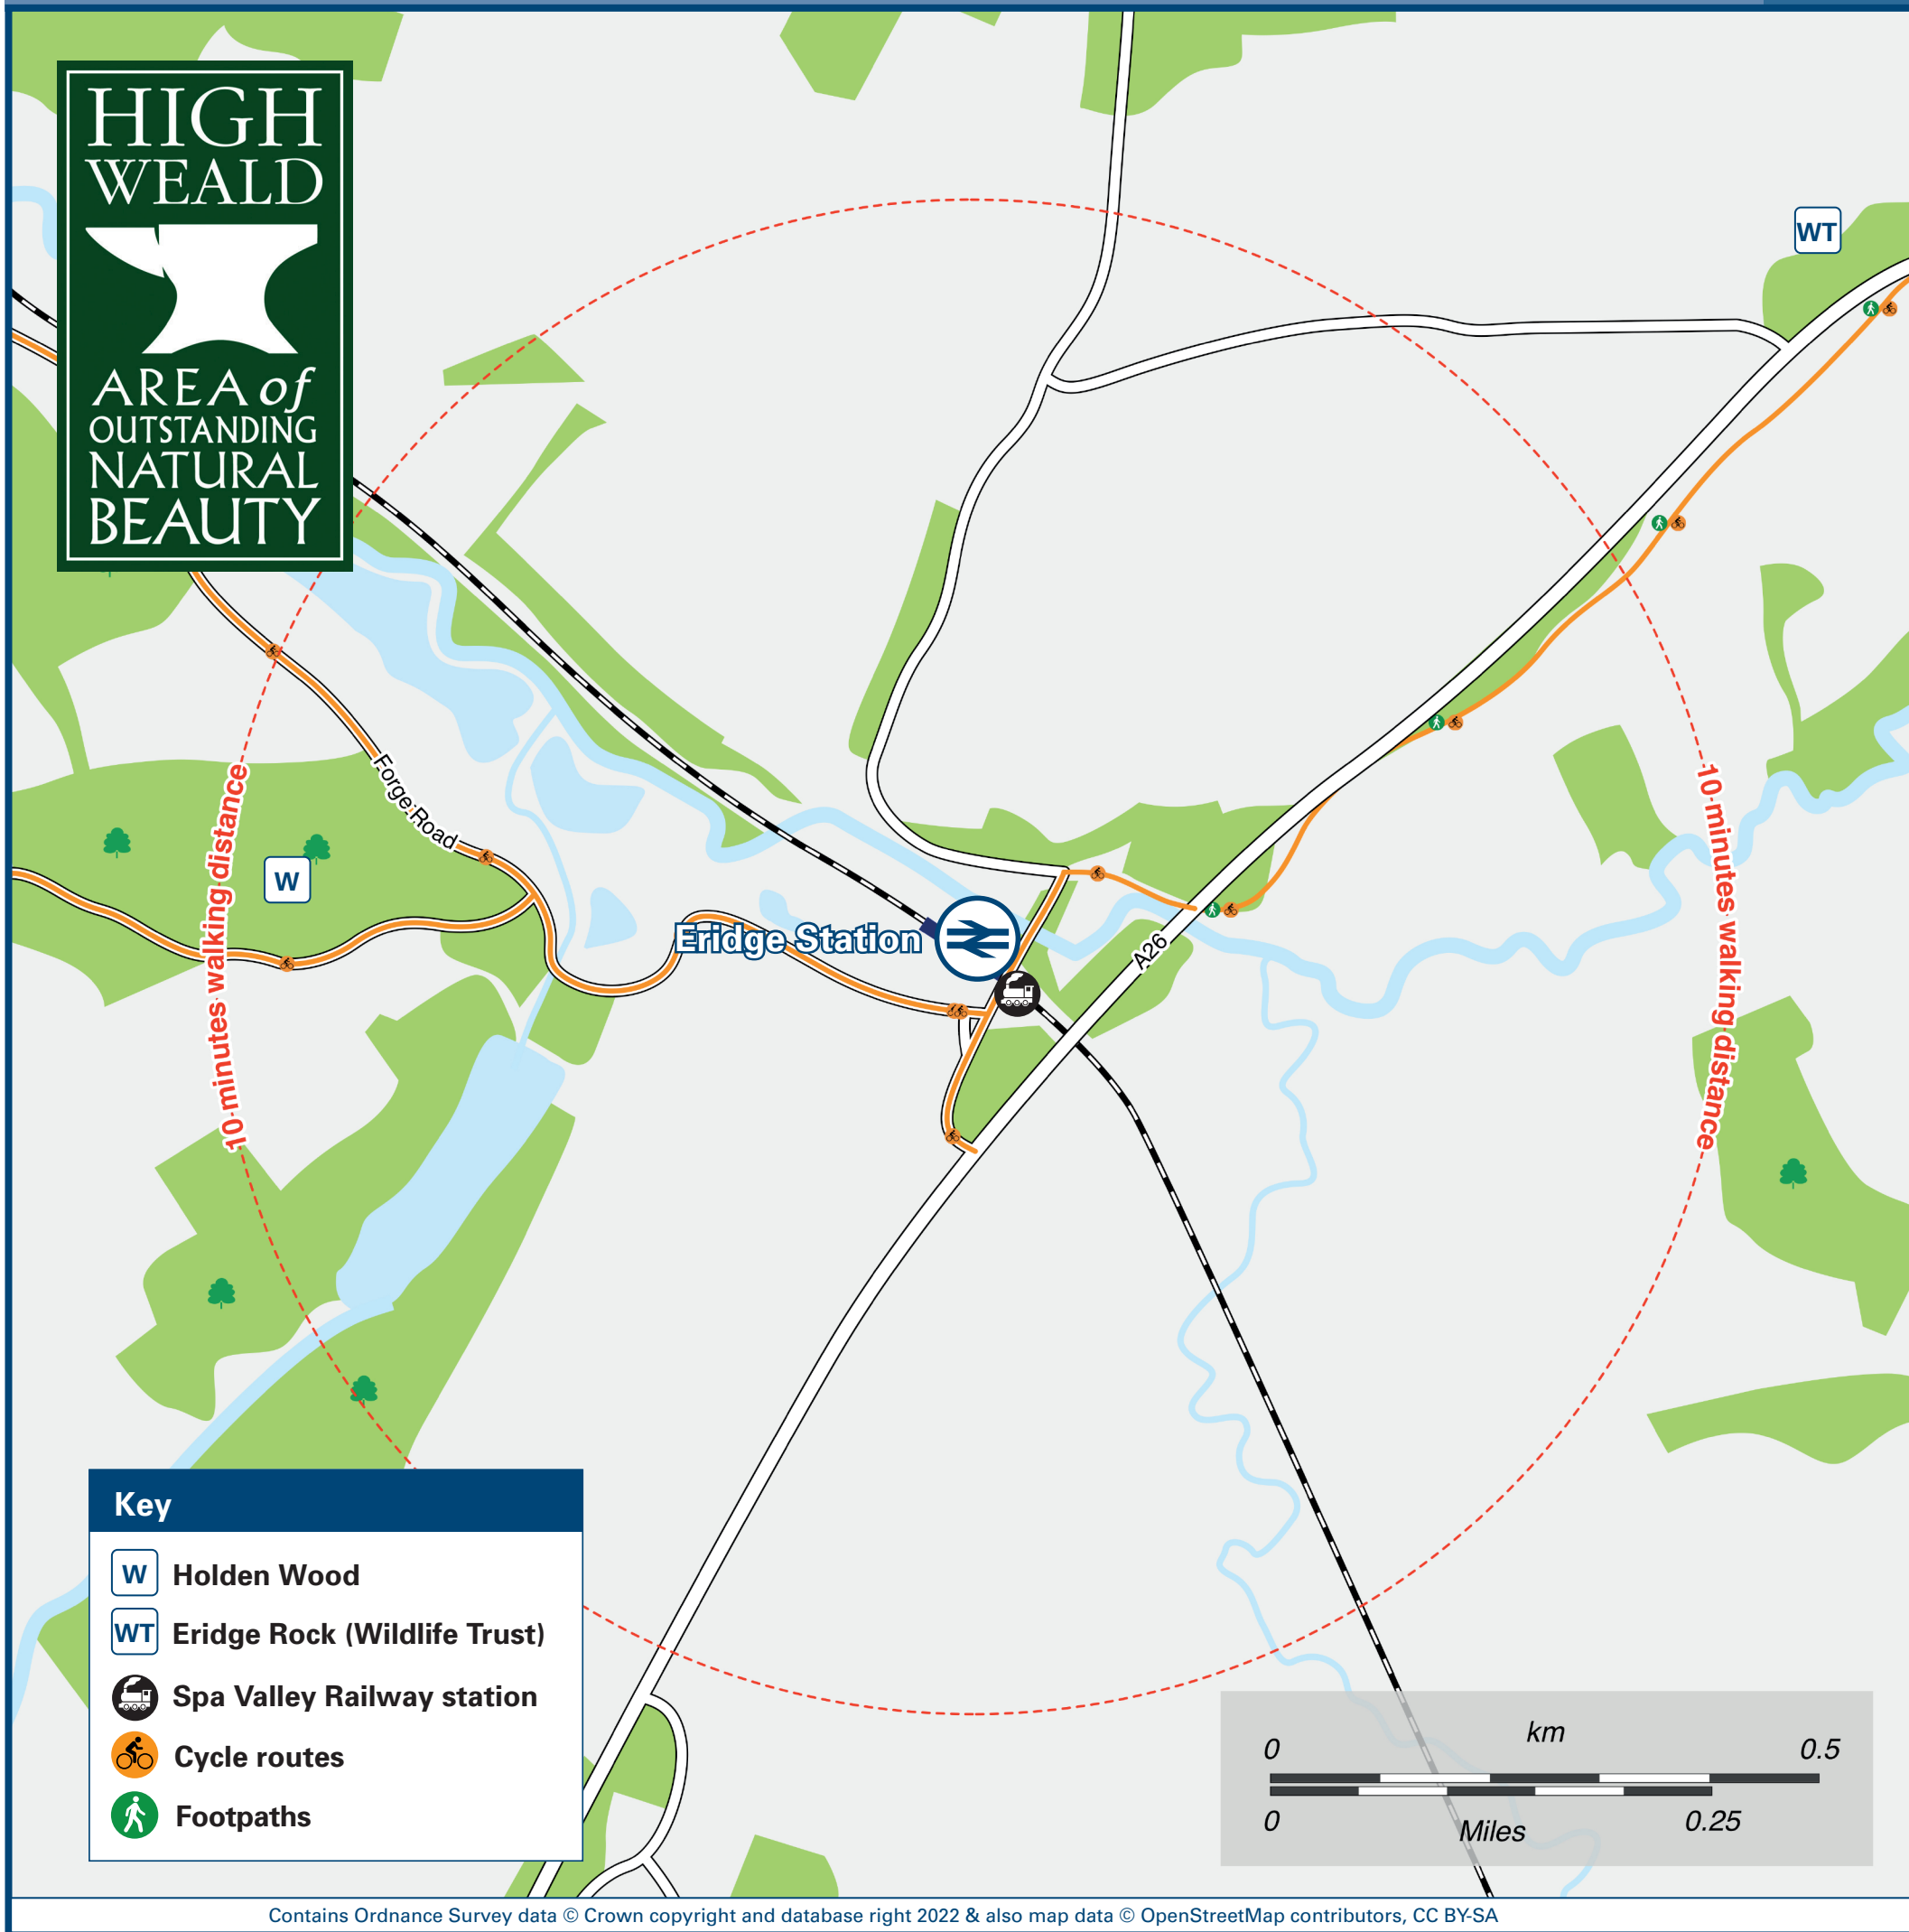 HIGH
WEALD
AREA of
OUTSTANDING
NATURAL
BEAUTY
WT
Forge Road
10 minutes walking distance
10 minutes walking distance
W
Eridge Station
A26
Key
W Holden Wood
WT Eridge Rock (Wildlife Trust)
Spa Valley Railway station
Cycle routes
Footpaths
km
0 0.5
0 0.25
Miles
Contains Ordnance Survey data © Crown copyright and database right 2022 & also map data © OpenStreetMap contributors, CC BY-SA